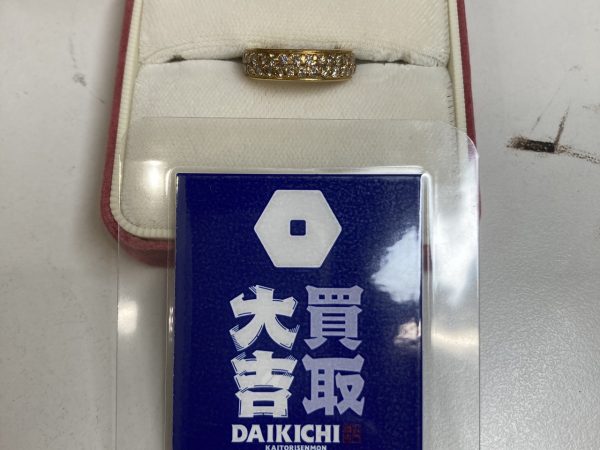 買取
大吉
DAIKICHI
KAITORISENMON